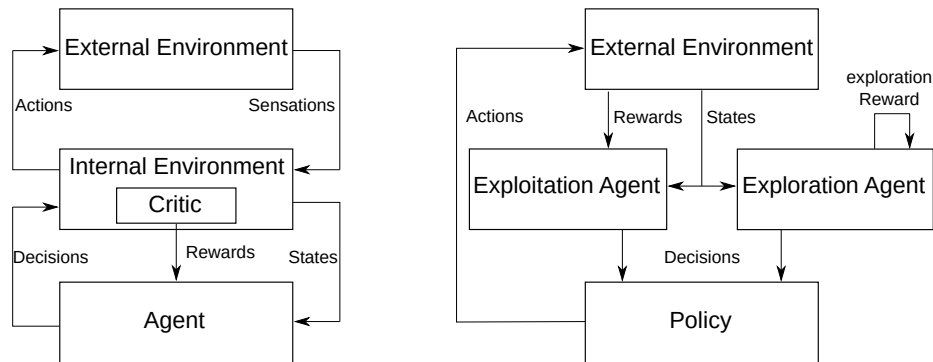 External Environment
Actions
Sensations
Internal Environment
Critic
Decisions
Rewards
States
Agent
External Environment
exploration
Reward
Actions
Rewards
States
Exploitation Agent
Exploration Agent
Decisions
Policy